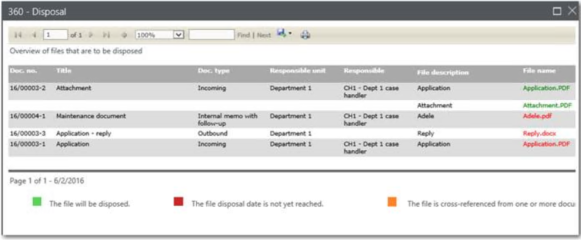 360 - Disposal
1 of 1 100% Find | Next
Overview of files that are to be disposed
Doc. no. Title Doc. type Responsible unit Responsible File description File name
16/00003-2 Attachment Incoming Department 1 CH1 - Dept 1 case handler Application Application.PDF
Attachment Attachment.PDF
16/00004-1 Maintenance document Internal memo with follow-up Department 1 CH1 - Dept 1 case handler Adele Adele.pdf
16/00003-3 Application - reply Outbound Department 1 Reply Reply.docx
16/00003-1 Application Incoming Department 1 CH1 - Dept 1 case handler Application Application.PDF
Page 1 of 1 - 6/2/2016
The file will be disposed. The file disposal date is not yet reached. The file is cross-referenced from one or more docu